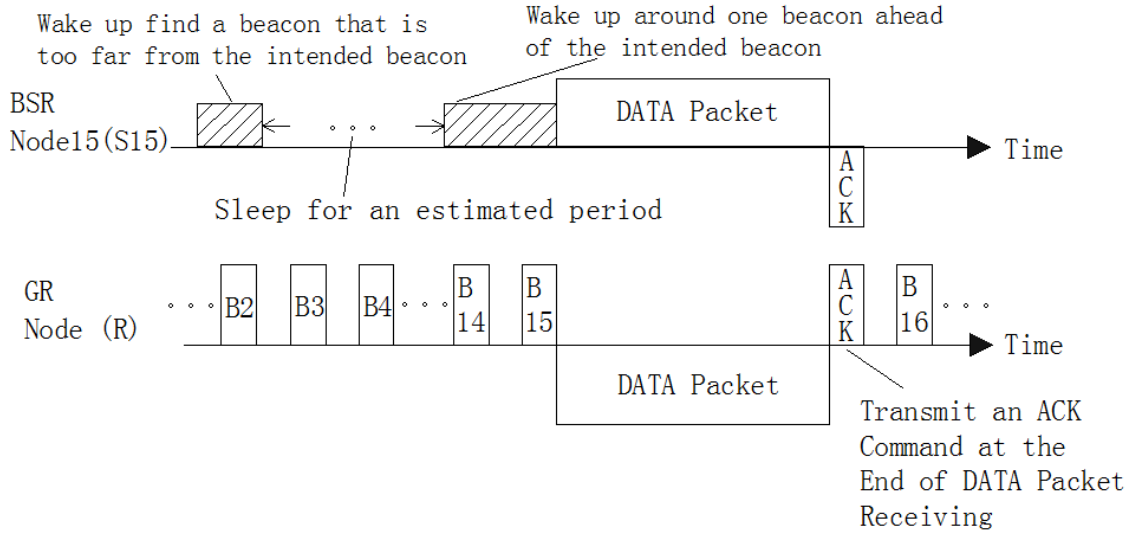 Wake up find a beacon that is
too far from the intended beacon
Wake up around one beacon ahead
of the intended beacon
BSR
Node15(S15)
DATA Packet
Time
A
C
K
Sleep for an estimated period
GR
Node (R)
B2
B3
B4
B
14
B
15
A
C
K
B
16
Time
DATA Packet
Transmit an ACK
Command at the
End of DATA Packet
Receiving